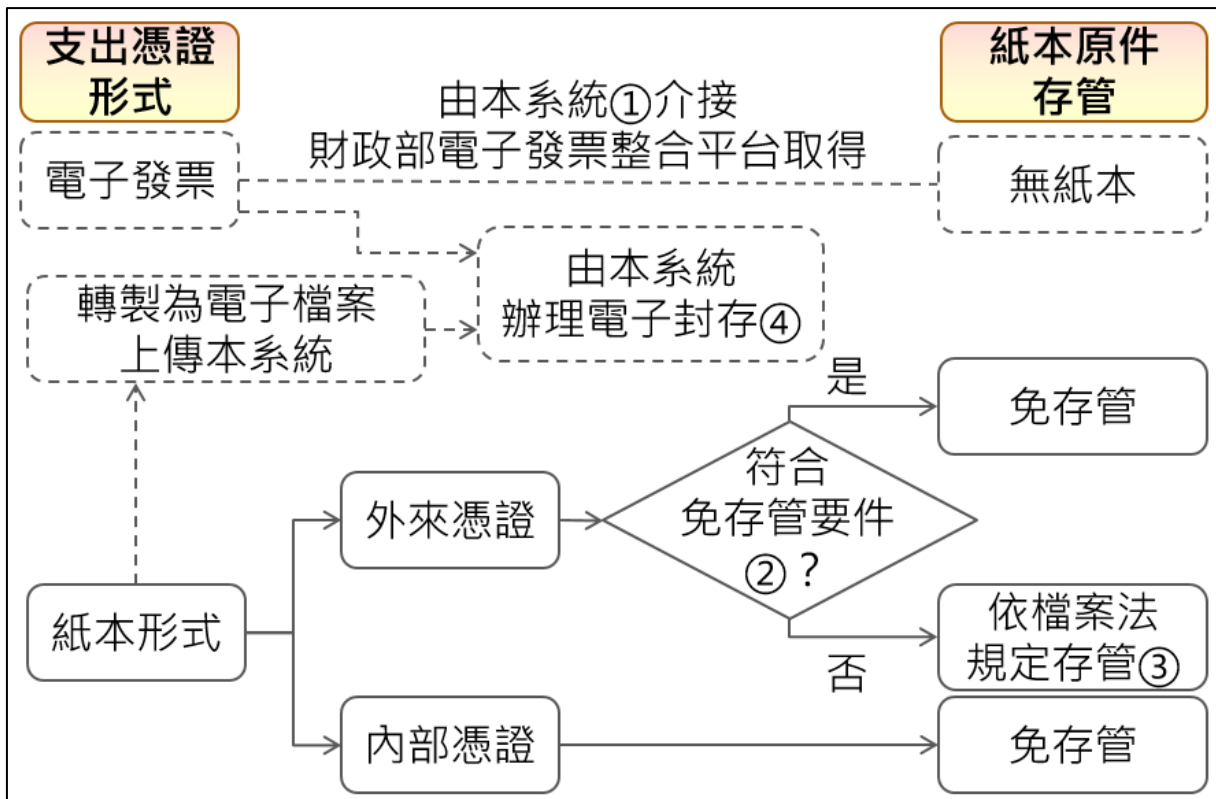 支出憑證
形式
紙本原件
存管
由本系統①介接
財政部電子發票整合平台取得
電子發票
無紙本
由本系統
辦理電子封存④
轉製為電子檔案
上傳本系統
是
免存管
符合
免存管要件
②？
外來憑證
紙本形式
依檔案法
規定存管③
否
內部憑證
免存管